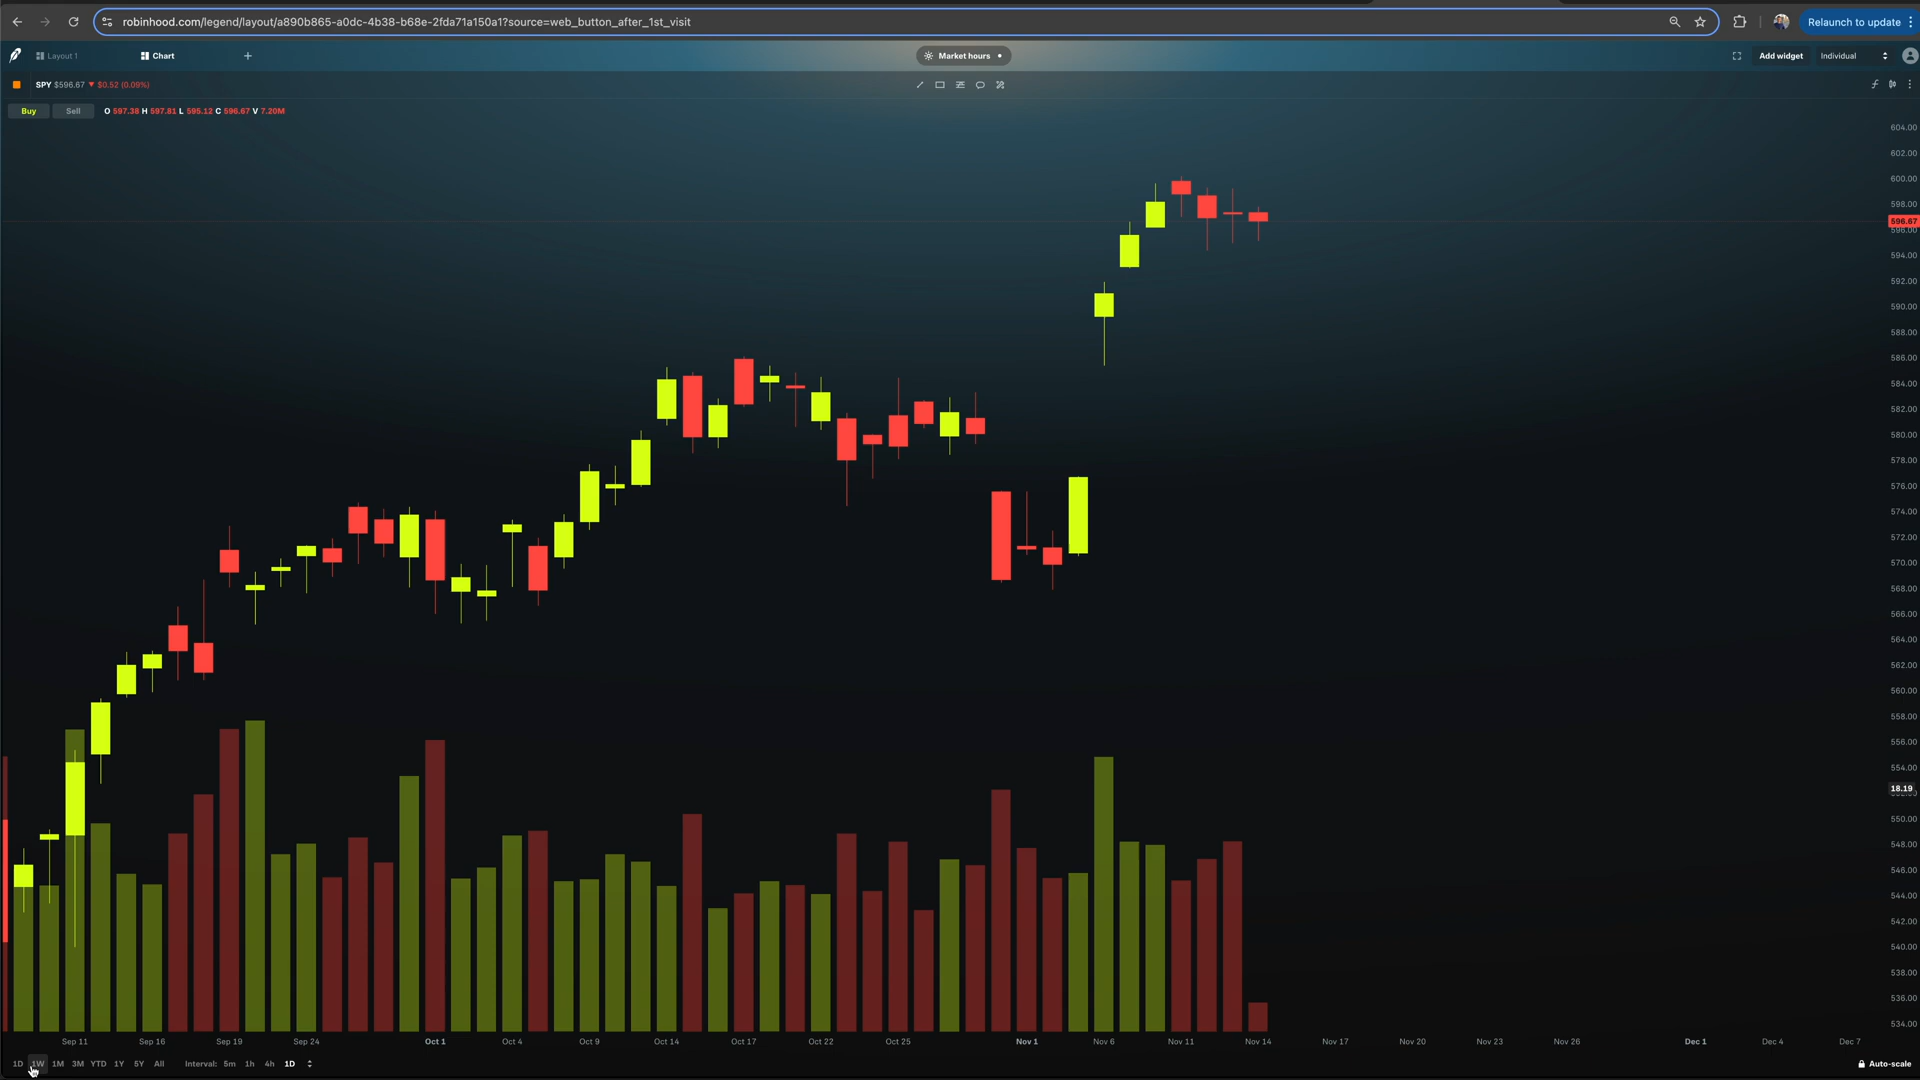 robinhood.com/legend/layout/a890b865-a0dc-4b38-b68e-2fda71a150a1?source=web_button_after_1st_visit
Relaunch to update
Layout 1
Chart
Market hours
Add widget
Individual
SPY $596.67 ▼ $0.52 (0.09%)
Buy
Sell
O 597.38 H 597.81 L 595.12 C 596.67 V 7.20M
604.00
602.00
600.00
598.00
596.67
596.00
594.00
592.00
590.00
588.00
586.00
584.00
582.00
580.00
578.00
576.00
574.00
572.00
570.00
568.00
566.00
564.00
562.00
560.00
558.00
556.00
554.00
18.19
550.00
548.00
546.00
544.00
542.00
540.00
538.00
536.00
534.00
Sep 11 Sep 16 Sep 19 Sep 24 Oct 1 Oct 4 Oct 9 Oct 14 Oct 17 Oct 22 Oct 25 Nov 1 Nov 6 Nov 11 Nov 14 Nov 17 Nov 20 Nov 23 Nov 26 Dec 1 Dec 4 Dec 7
1D 1W 1M 3M YTD 1Y 5Y All Interval: 5m 1h 4h 1D Auto-scale